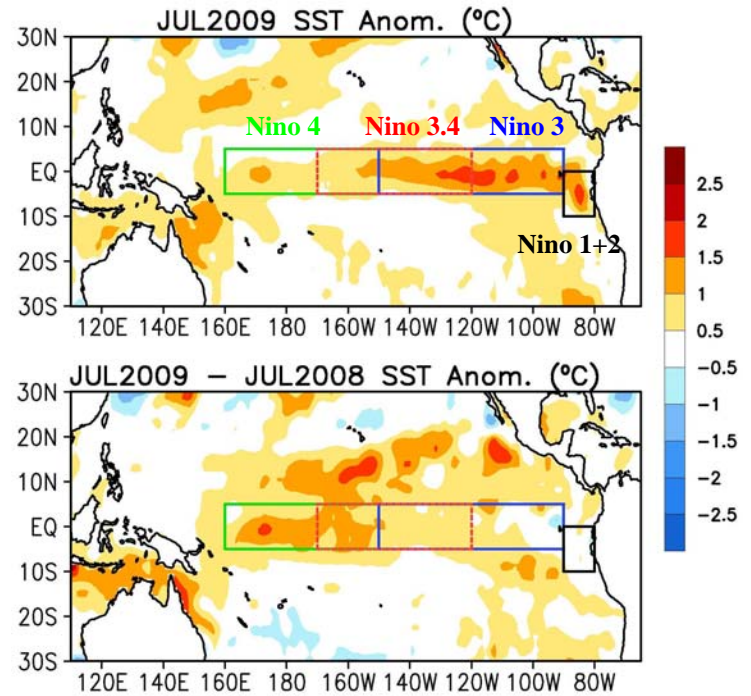 JUL2009 SST Anom. (°C)
30N
20N
10N
EQ
10S
20S
30S
Nino 4 Nino 3.4 Nino 3
Nino 1+2
120E 140E 160E 180 160W 140W 120W 100W 80W
JUL2009 – JUL2008 SST Anom. (°C)
30N
20N
10N
EQ
10S
20S
30S
120E 140E 160E 180 160W 140W 120W 100W 80W
2.5
2
1.5
1
0.5
-0.5
-1
-1.5
-2
-2.5